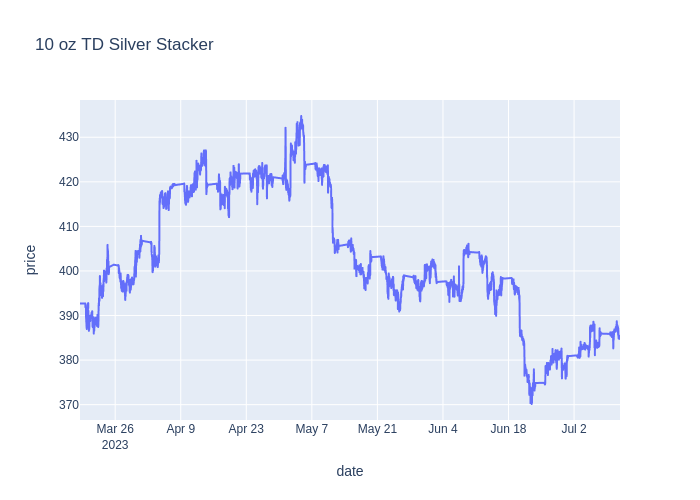 10 oz TD Silver Stacker
430
420
410
400
390
380
370
price
Mar 26
2023
Apr 9
Apr 23
May 7
May 21
Jun 4
Jun 18
Jul 2
date